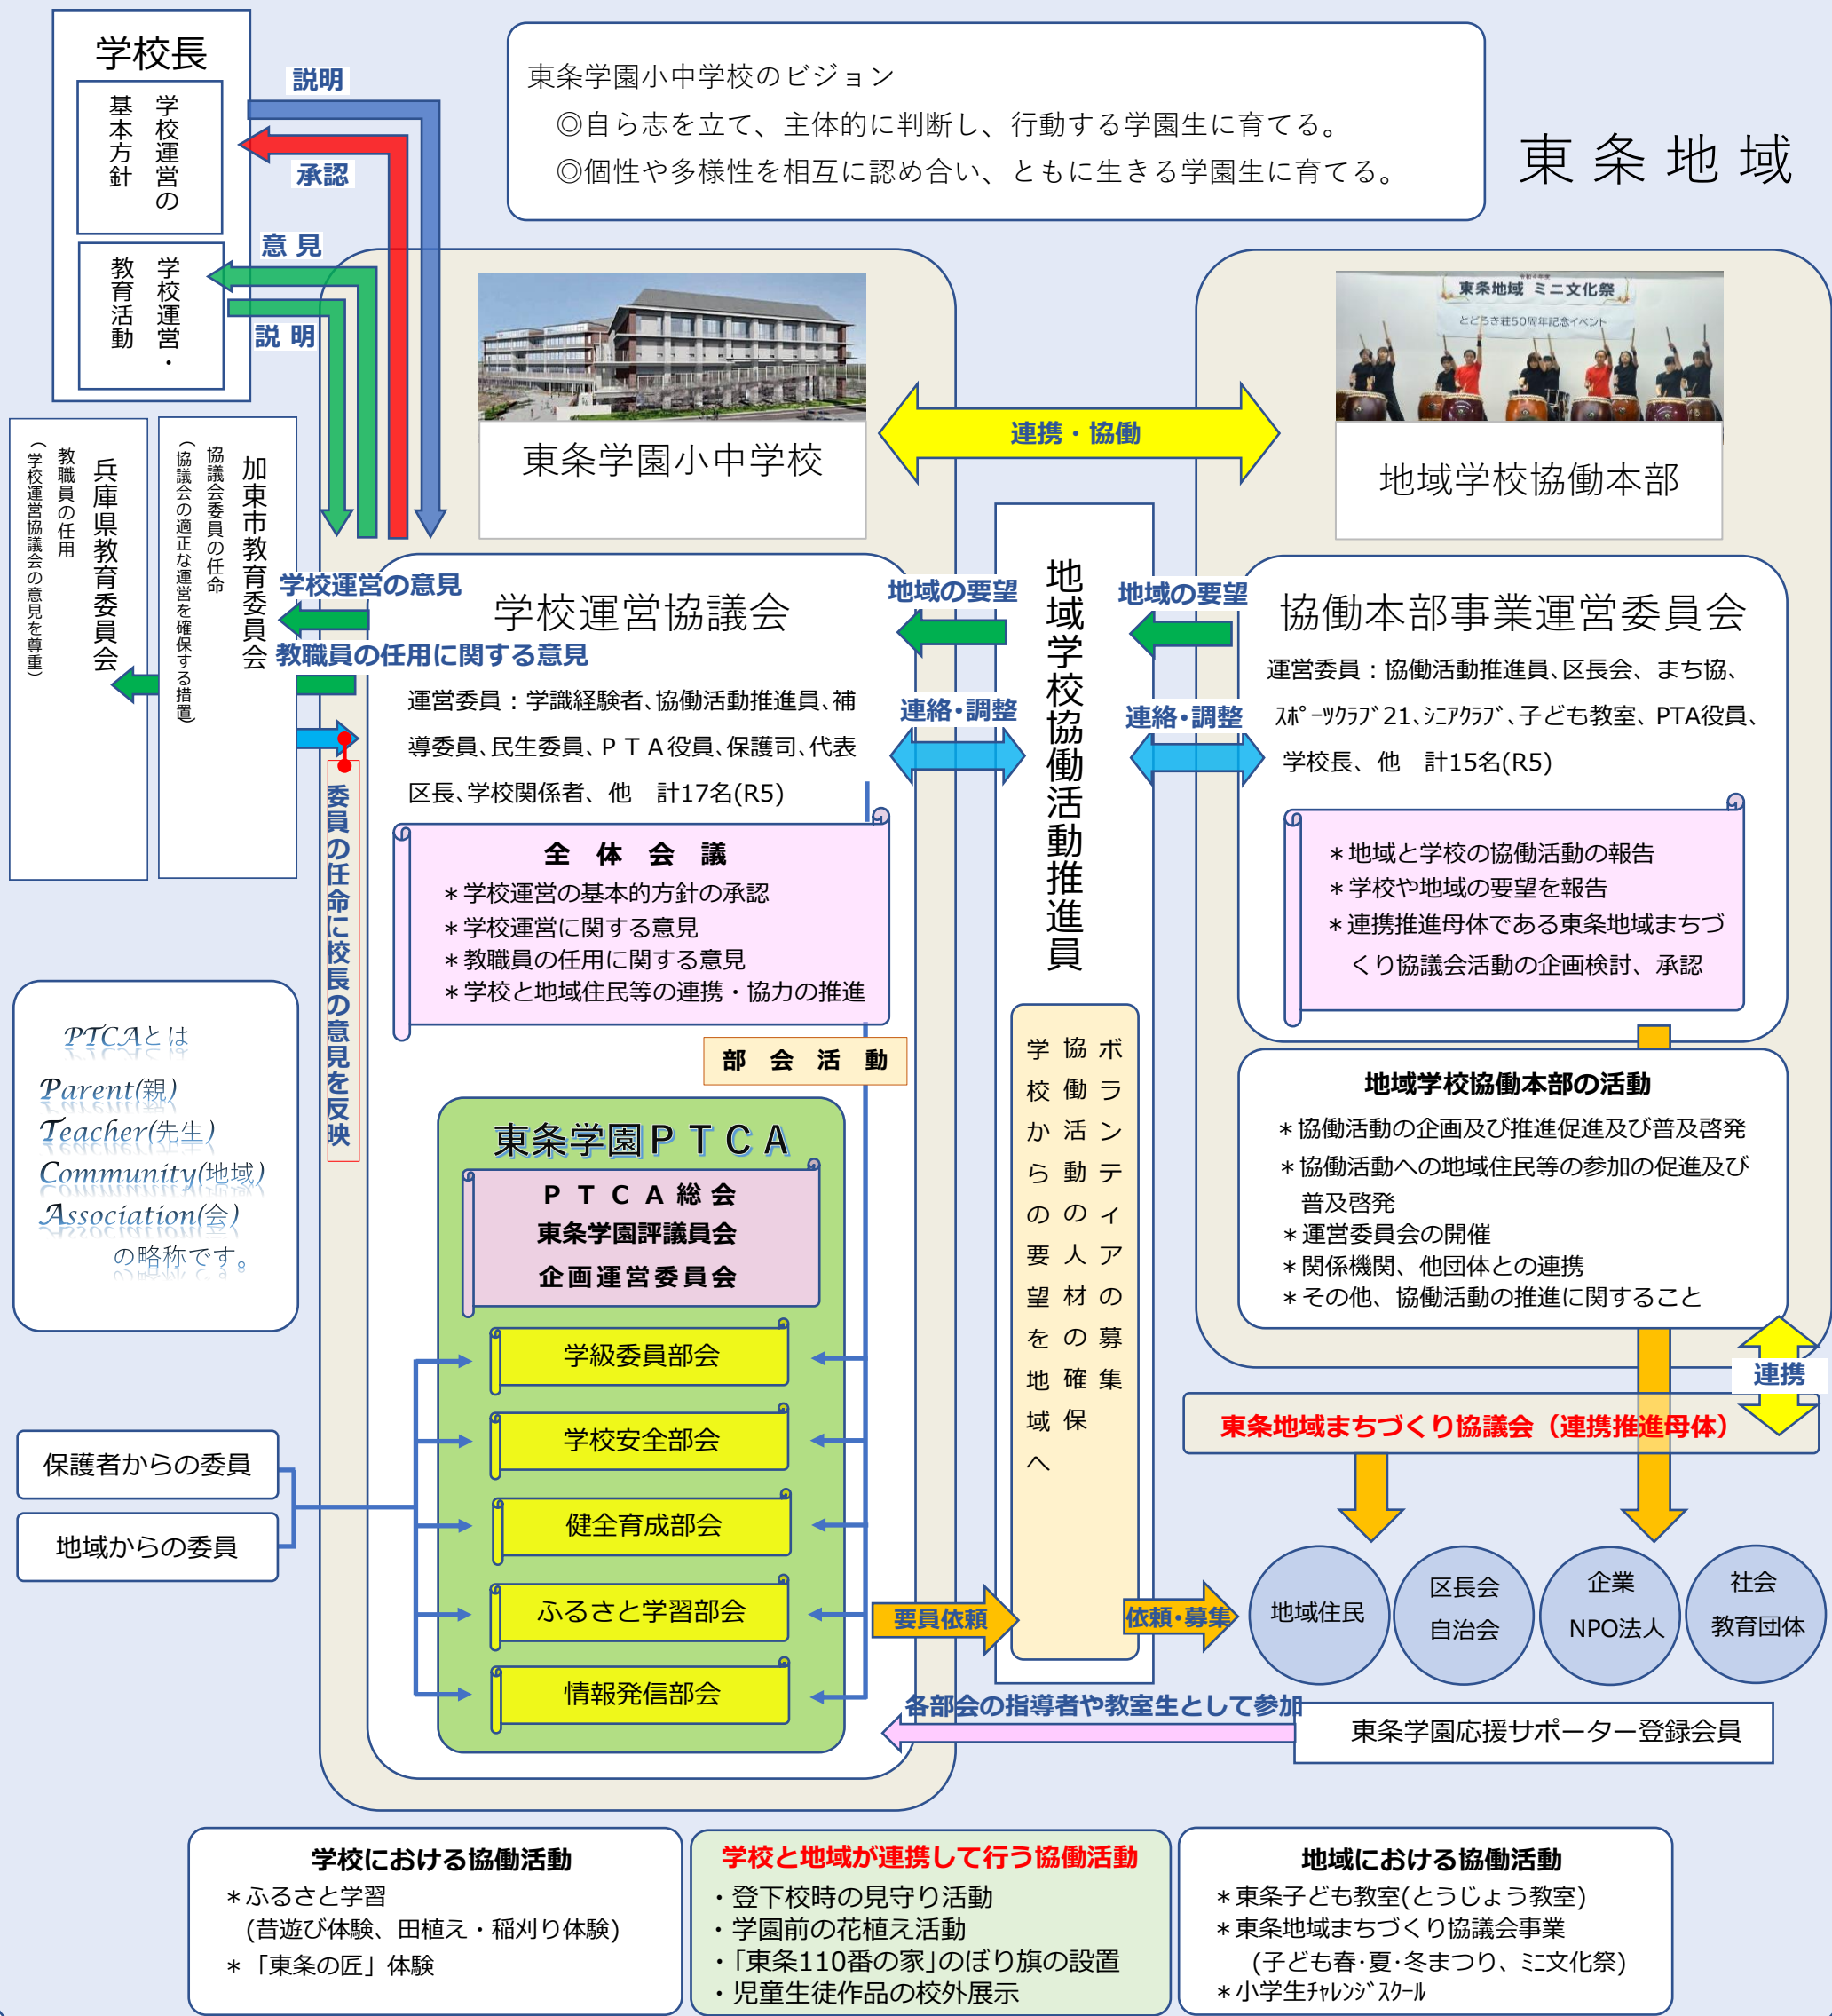 学校長
学校運営の
基本方針
学校運営・
教育活動
説明
承認
意 見
説 明
東条学園小中学校のビジョン
◎自ら志を立て、主体的に判断し、行動する学園生に育てる。
◎個性や多様性を相互に認め合い、ともに生きる学園生に育てる。
東 条 地 域
兵庫県教育委員会
教職員の任用
(学校運営協議会の意見を尊重)
加東市教育委員会
協議会委員の任命
(協議会の適正な運営を確保する措置)
東条学園小中学校
連携・協働
東条地域 ミニ文化祭
とどろき荘50周年記念イベント
地域学校協働本部
学校運営の意見
教職員の任用に関する意見
委員の任命に校長の意見を反映
学校運営協議会
運営委員：学識経験者、協働活動推進員、補
導委員、民生委員、ＰＴＡ役員、保護司、代表
区長、学校関係者、他　計17名(R5)
全 体 会 議
＊学校運営の基本的方針の承認
＊学校運営に関する意見
＊教職員の任用に関する意見
＊学校と地域住民等の連携・協力の推進
部 会 活 動
地域の要望
連絡・調整
地域学校協働活動推進員
地域の要望
連絡・調整
ボランティアの募集
協働活動の人材の確保
学校からの要望を地域へ
協働本部事業運営委員会
運営委員：協働活動推進員、区長会、まち協、
ｽﾎﾟｰﾂｸﾗﾌﾞ21、ｼﾆｱｸﾗﾌﾞ、子ども教室、PTA役員、
学校長、他　計15名(R5)
＊地域と学校の協働活動の報告
＊学校や地域の要望を報告
＊連携推進母体である東条地域まちづ
くり協議会活動の企画検討、承認
地域学校協働本部の活動
＊協働活動の企画及び推進促進及び普及啓発
＊協働活動への地域住民等の参加の促進及び
普及啓発
＊運営委員会の開催
＊関係機関、他団体との連携
＊その他、協働活動の推進に関すること
連携
東条地域まちづくり協議会（連携推進母体）
PTCAとは
Parent(親)
Teacher(先生)
Community(地域)
Association(会)
の略称です。
東条学園ＰＴＣＡ
ＰＴＣＡ総会
東条学園評議員会
企画運営委員会
学級委員部会
学校安全部会
健全育成部会
ふるさと学習部会
情報発信部会
保護者からの委員
地域からの委員
要員依頼
依頼・募集
地域住民
区長会
自治会
企業
NPO法人
社会
教育団体
各部会の指導者や教室生として参加
東条学園応援サポーター登録会員
学校における協働活動
＊ふるさと学習
(昔遊び体験、田植え・稲刈り体験)
＊「東条の匠」体験
学校と地域が連携して行う協働活動
・登下校時の見守り活動
・学園前の花植え活動
・「東条110番の家」のぼり旗の設置
・児童生徒作品の校外展示
地域における協働活動
＊東条子ども教室(とうじょう教室)
＊東条地域まちづくり協議会事業
(子ども春・夏・冬まつり、ﾐﾆ文化祭)
＊小学生ﾁｬﾚﾝｼﾞｽｸｰﾙ